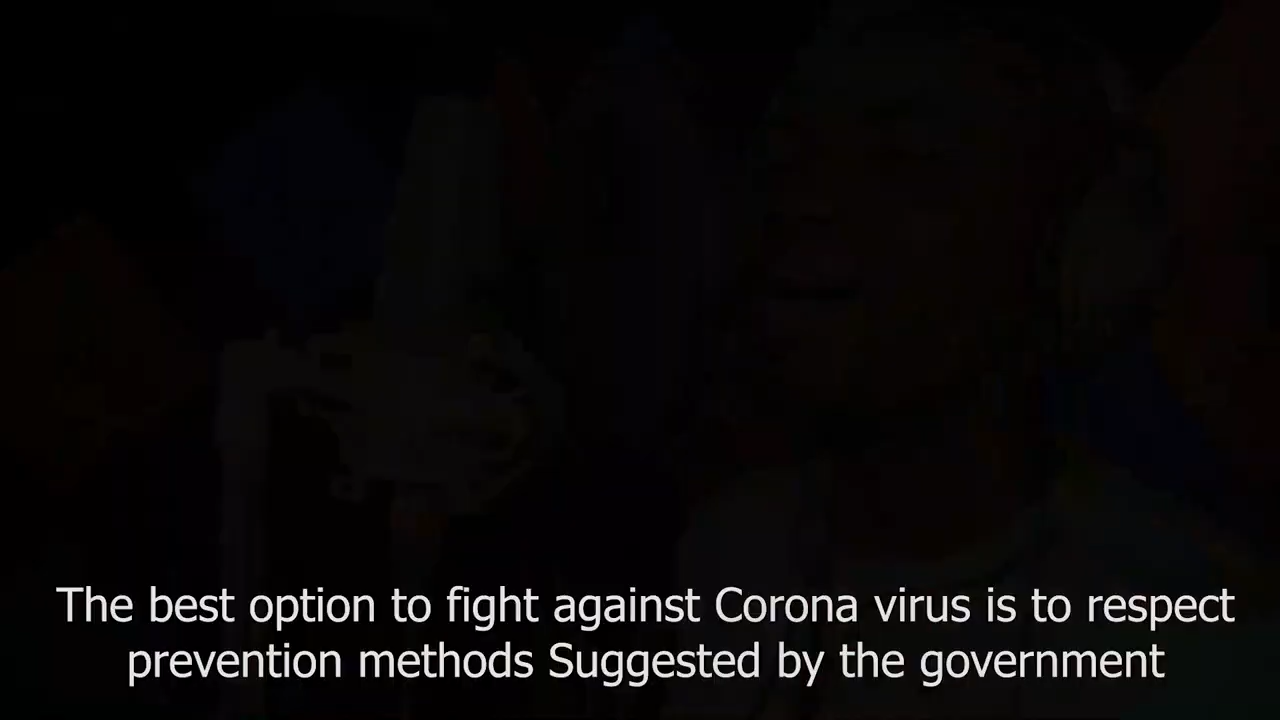 The best option to fight against Corona virus is to respect
prevention methods Suggested by the government